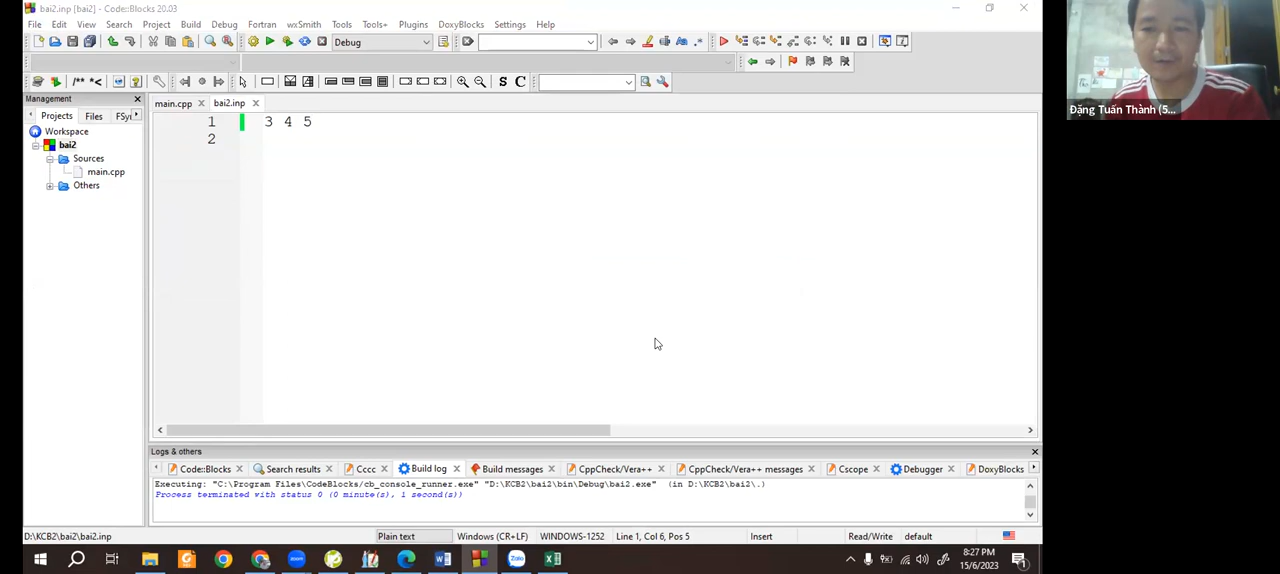 bai2.inp [bai2] - Code::Blocks 20.03
File Edit View Search Project Build Debug Fortran wxSmith Tools Tools+ Plugins DoxyBlocks Settings Help
Debug
Aa .*
/** *<
S C
Management
Projects Files FSy
Workspace
bai2
Sources
main.cpp
Others
main.cpp bai2.inp
1 3 4 5
2
Logs & others
Code::Blocks Search results Cccc Build log Build messages CppCheck/Vera++ CppCheck/Vera++ messages Cscope Debugger DoxyBlocks
Executing: "C:\Program Files\CodeBlocks/cb_console_runner.exe" "D:\KCB2\bai2\bin\Debug\bai2.exe" (in D:\KCB2\bai2\.)
Process terminated with status 0 (0 minute(s), 1 second(s))
D:\KCB2\bai2\bai2.inp Plain text Windows (CR+LF) WINDOWS-1252 Line 1, Col 6, Pos 5 Insert Read/Write default
8:27 PM
15/6/2023
Đặng Tuấn Thành (5...